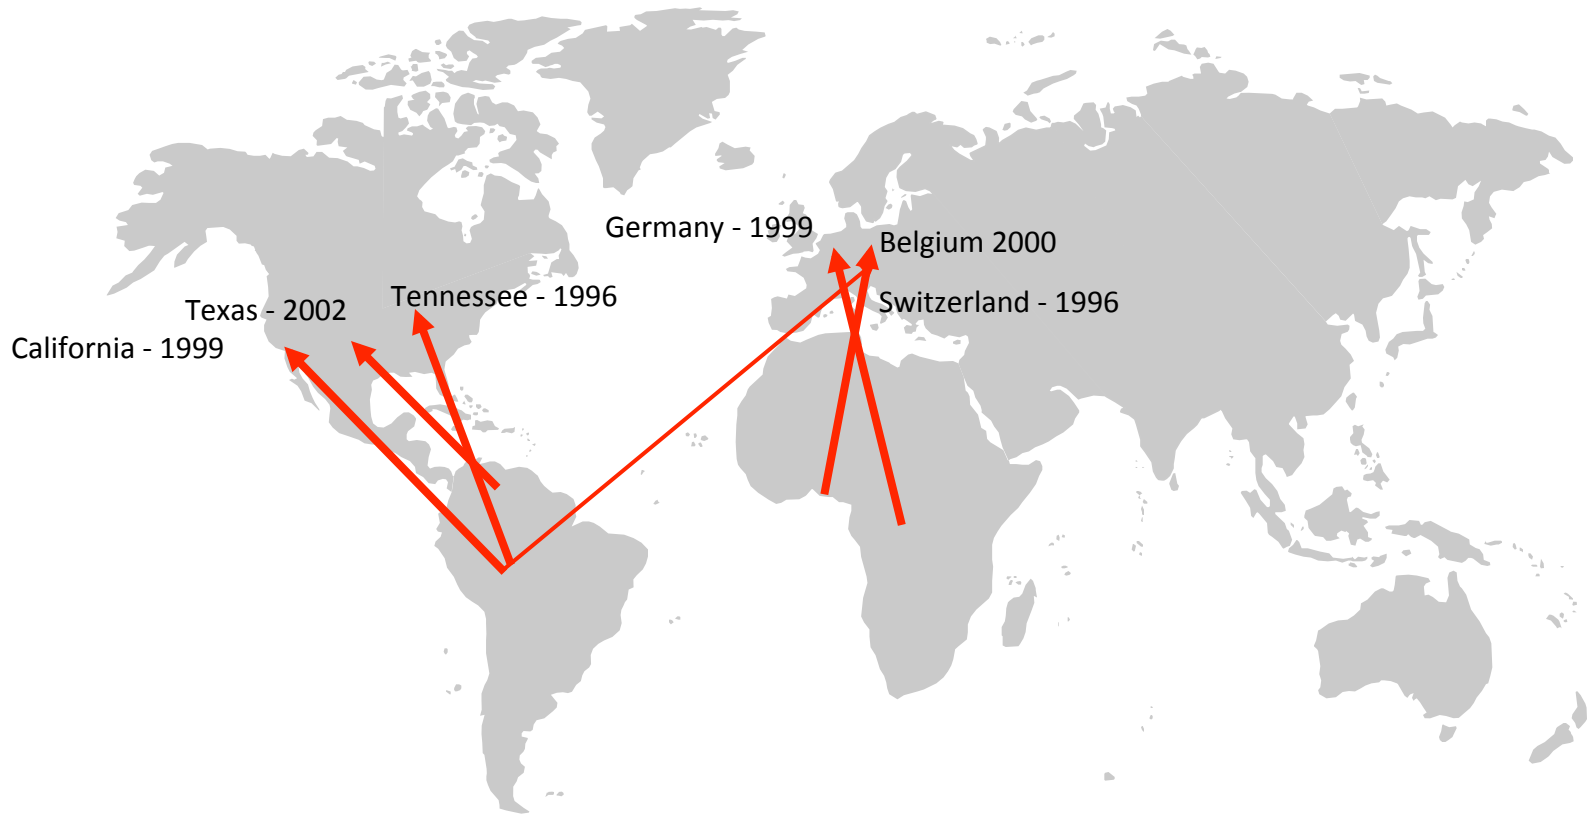 Germany - 1999
Belgium 2000
Texas - 2002
Tennessee - 1996
Switzerland - 1996
California - 1999